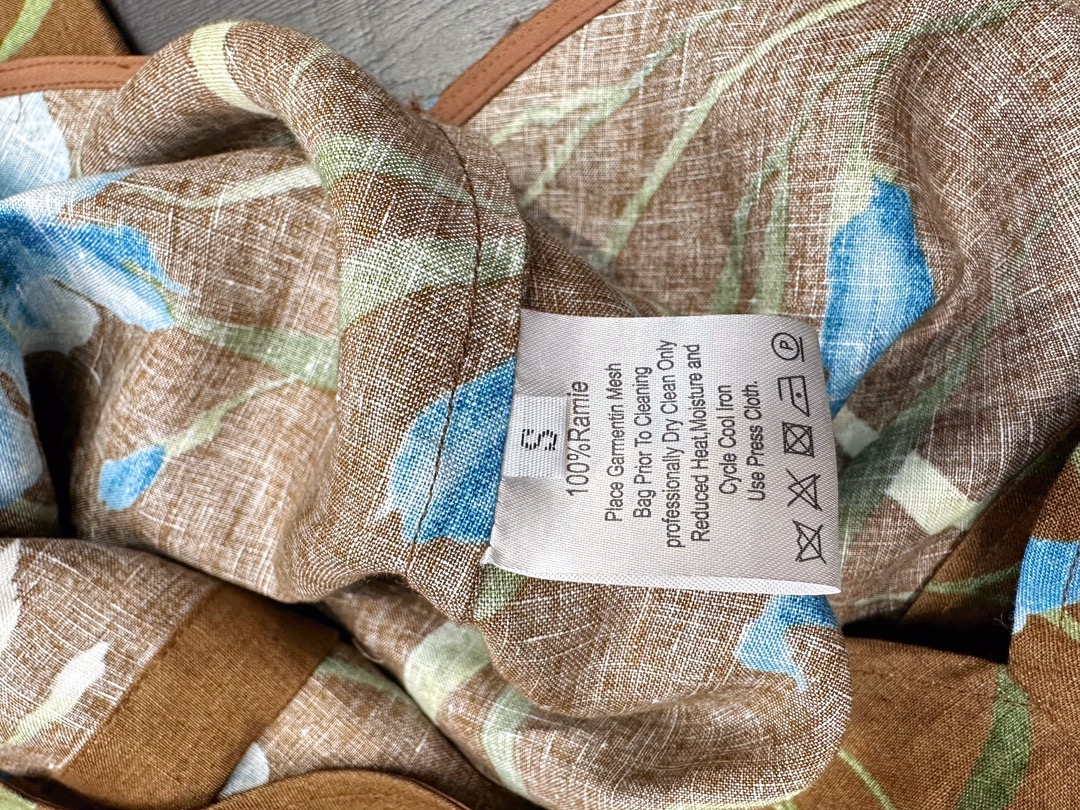 S
100%Ramie
Place Garmentin Mesh
Bag Prior To Cleaning
professionally Dry Clean Only
Reduced Heat,Moisture and
Cycle Cool Iron
Use Press Cloth.
P